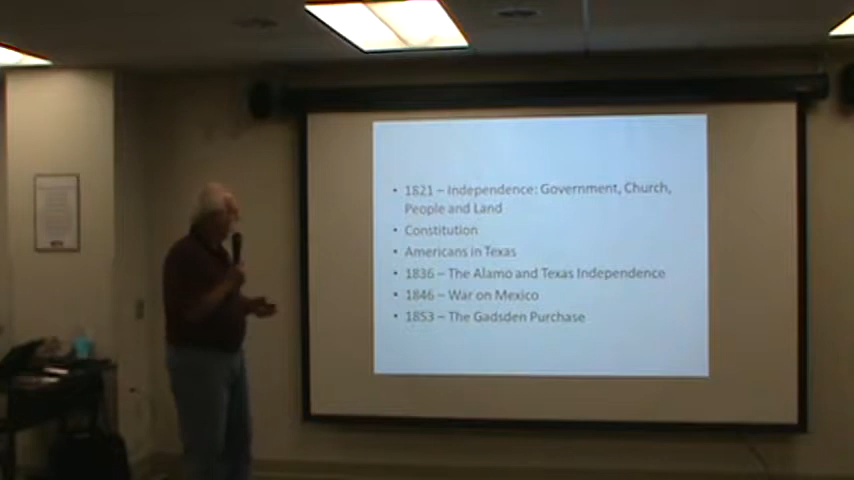 • 1821 – Independence: Government, Church,
People and Land
• Constitution
• Americans in Texas
• 1836 – The Alamo and Texas Independence
• 1846 – War on Mexico
• 1853 – The Gadsden Purchase